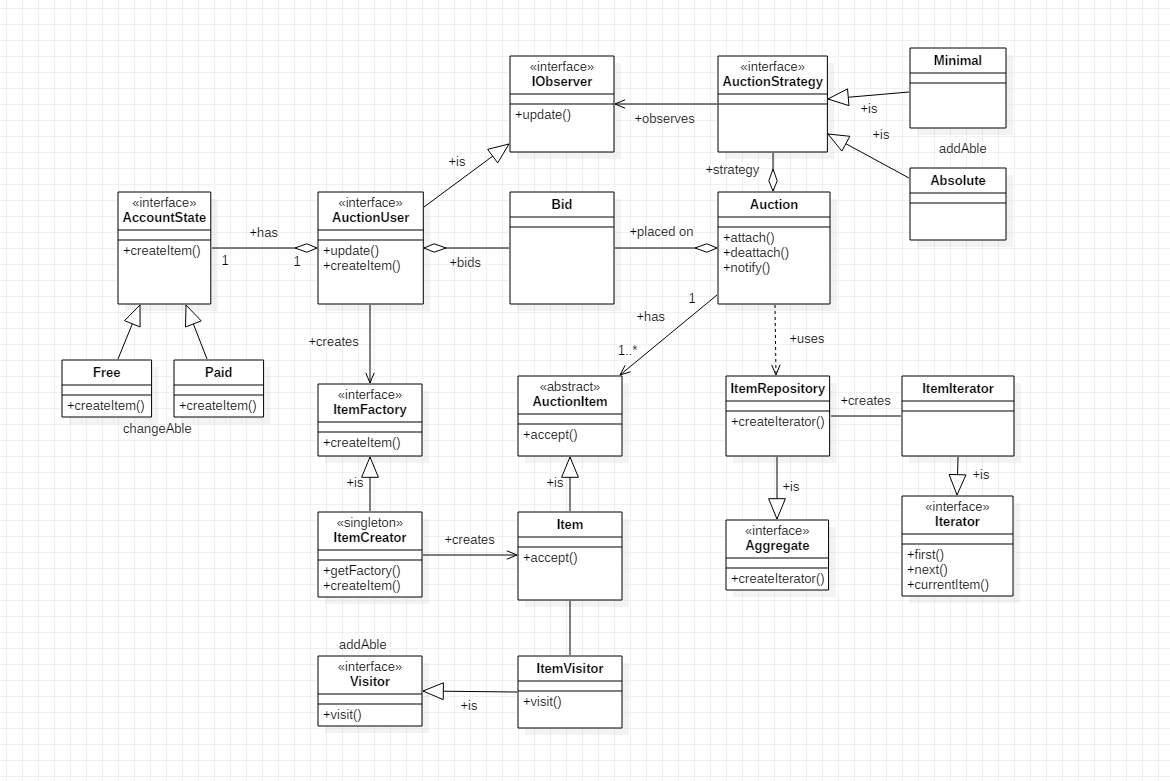 «interface»
IObserver
+update()
«interface»
AuctionStrategy
Minimal
+is
+observes
+is
addAble
+strategy
Absolute
+is
«interface»
AccountState
+createItem()
+has
1
1
«interface»
AuctionUser
+update()
+createItem()
+bids
Bid
+placed on
Auction
+attach()
+deattach()
+notify()
1
+has
1..*
+uses
Free
+createItem()
Paid
+createItem()
changeAble
+creates
«interface»
ItemFactory
+createItem()
«abstract»
AuctionItem
+accept()
ItemRepository
+createIterator()
+creates
ItemIterator
+is
+is
+is
+is
«singleton»
ItemCreator
+getFactory()
+createItem()
+creates
Item
+accept()
«interface»
Aggregate
+createIterator()
«interface»
Iterator
+first()
+next()
+currentItem()
addAble
«interface»
Visitor
+visit()
+is
ItemVisitor
+visit()